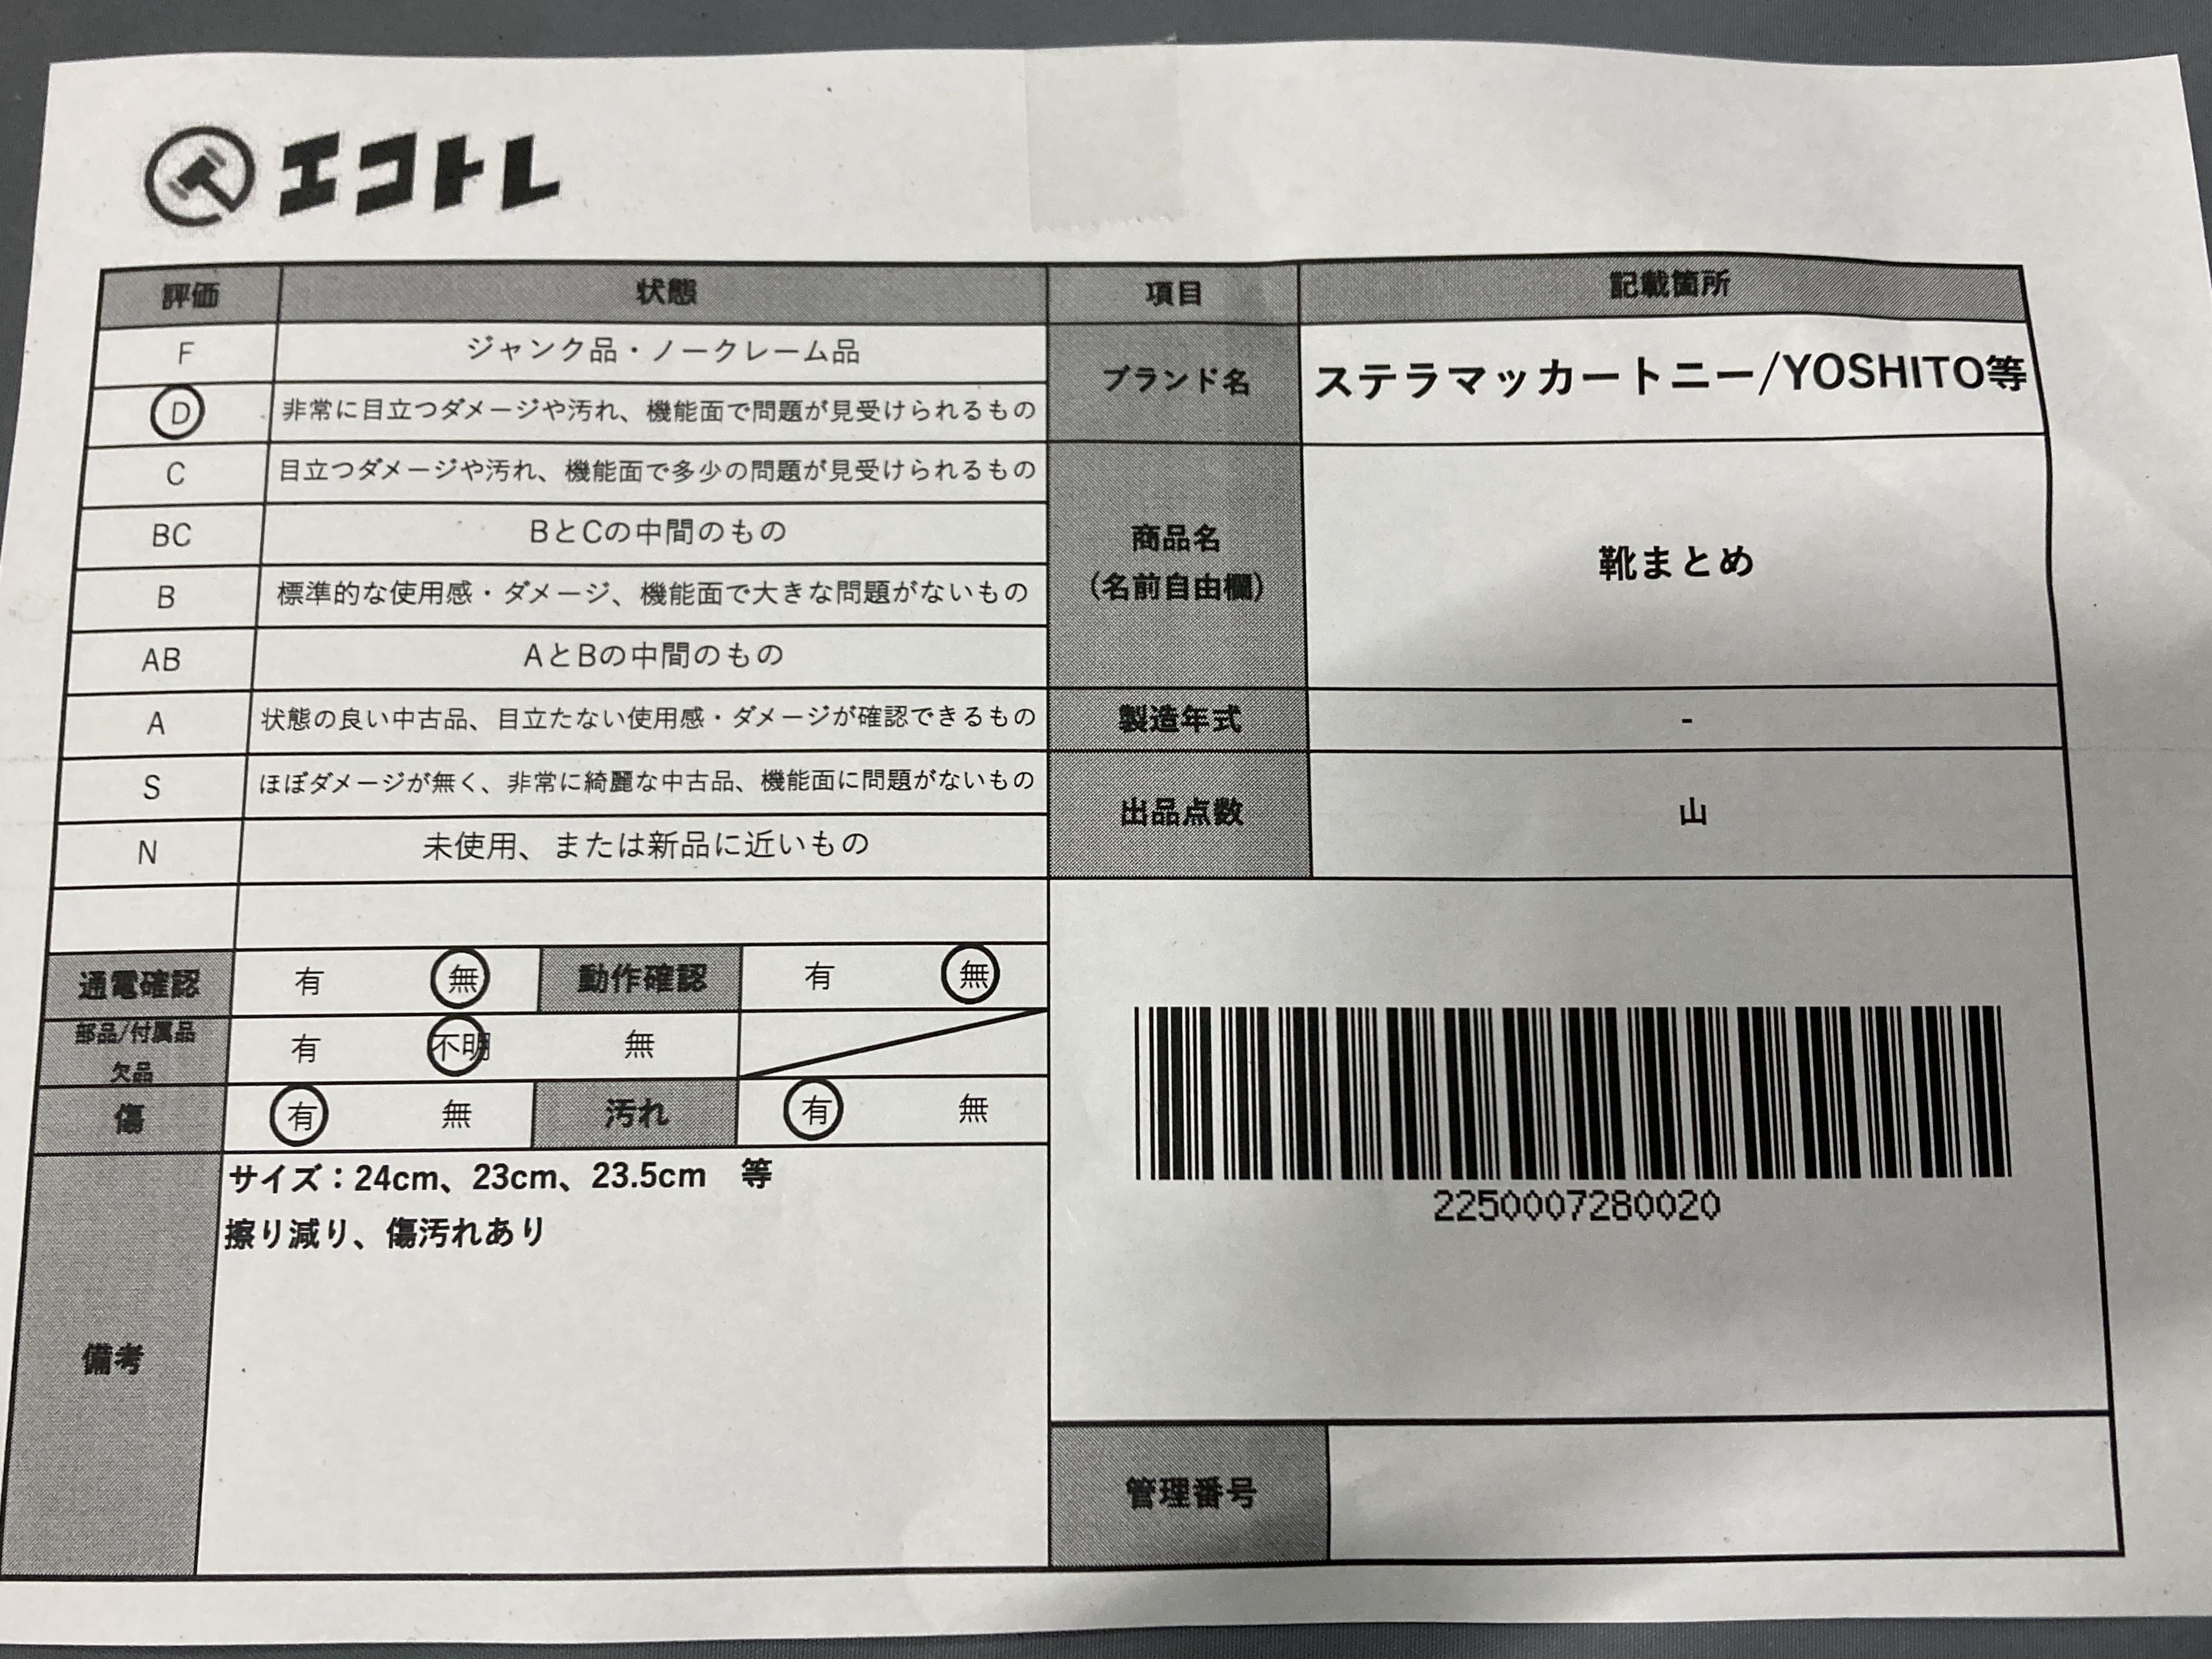 エコトレ
評価 状態
F ジャンク品・ノークレーム品
D 非常に目立つダメージや汚れ、機能面で問題が見受けられるもの
C 目立つダメージや汚れ、機能面で多少の問題が見受けられるもの
BC BとCの中間のもの
B 標準的な使用感・ダメージ、機能面で大きな問題がないもの
AB AとBの中間のもの
A 状態の良い中古品、目立たない使用感・ダメージが確認できるもの
S ほぼダメージが無く、非常に綺麗な中古品、機能面に問題がないもの
N 未使用、または新品に近いもの
通電確認 有 無 動作確認 有 無
部品/付属品
欠品 有 不明 無
傷 有 無 汚れ 有 無
備考
サイズ：24cm、23cm、23.5cm 等
擦り減り、傷汚れあり
項目 記載箇所
ブランド名 ステラマッカートニー/YOSHITO等
商品名
（名前自由欄）
靴まとめ
製造年式 -
出品点数 山
2250007280020
管理番号